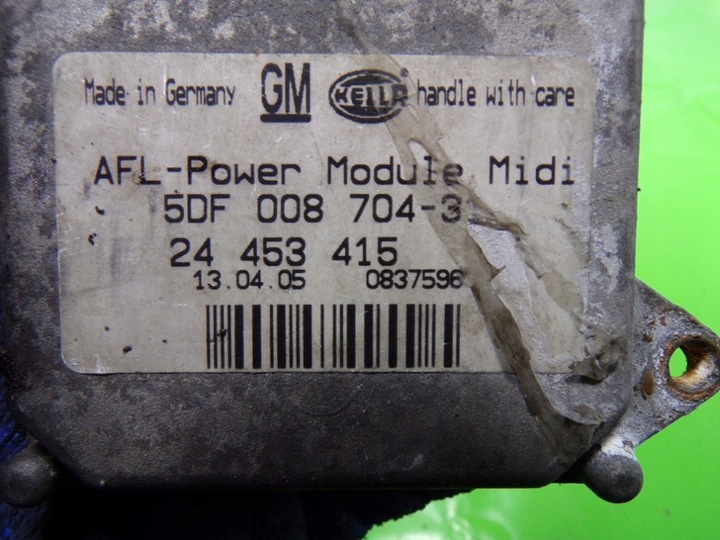 Made in Germany GM HELLA ® handle with care
AFL-Power Module Midi
5DF 008 704-3
24 453 415
13.04.05 0837596